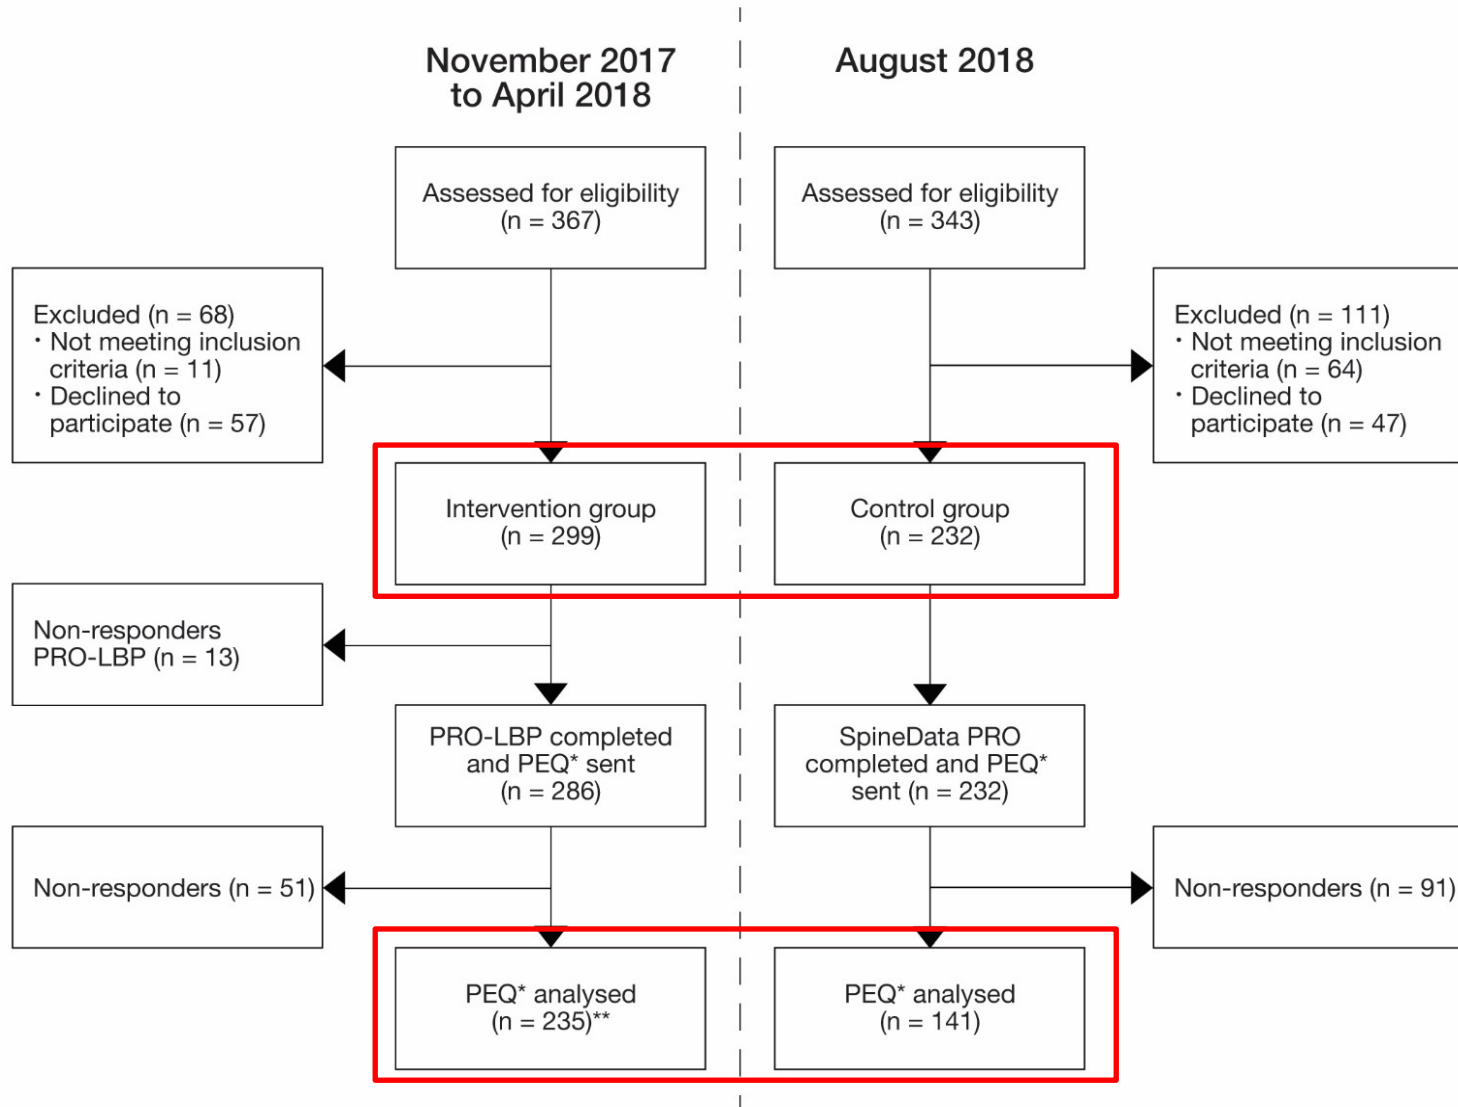 November 2017
to April 2018
August 2018
Assessed for eligibility
(n = 367)
Assessed for eligibility
(n = 343)
Excluded (n = 68)
· Not meeting inclusion
criteria (n = 11)
· Declined to
participate (n = 57)
Excluded (n = 111)
· Not meeting inclusion
criteria (n = 64)
· Declined to
participate (n = 47)
Intervention group
(n = 299)
Control group
(n = 232)
Non-responders
PRO-LBP (n = 13)
PRO-LBP completed
and PEQ* sent
(n = 286)
SpineData PRO
completed and PEQ*
sent (n = 232)
Non-responders (n = 51)
Non-responders (n = 91)
PEQ* analysed
(n = 235)**
PEQ* analysed
(n = 141)